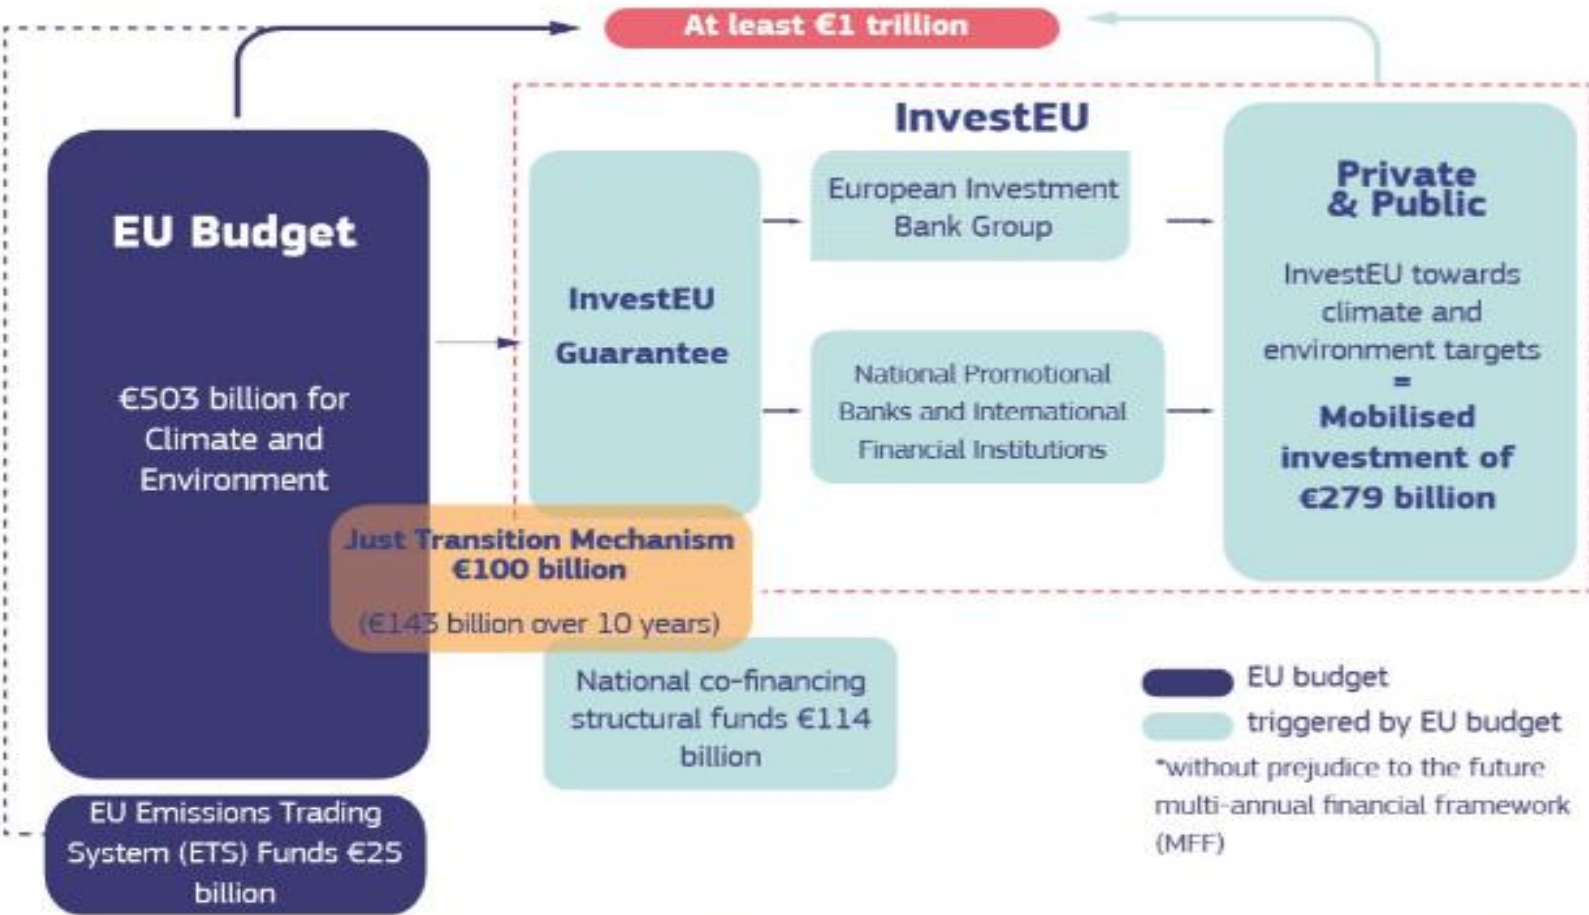 At least €1 trillion
InvestEU
EU Budget
€503 billion for
Climate and
Environment
InvestEU
Guarantee
European Investment
Bank Group
National Promotional
Banks and International
Financial Institutions
Private
& Public
InvestEU towards
climate and
environment targets
=
Mobilised
investment of
€279 billion
Just Transition Mechanism
€100 billion
(€143 billion over 10 years)
National co-financing
structural funds €114
billion
EU Emissions Trading
System (ETS) Funds €25
billion
EU budget
triggered by EU budget
*without prejudice to the future
multi-annual financial framework
(MFF)